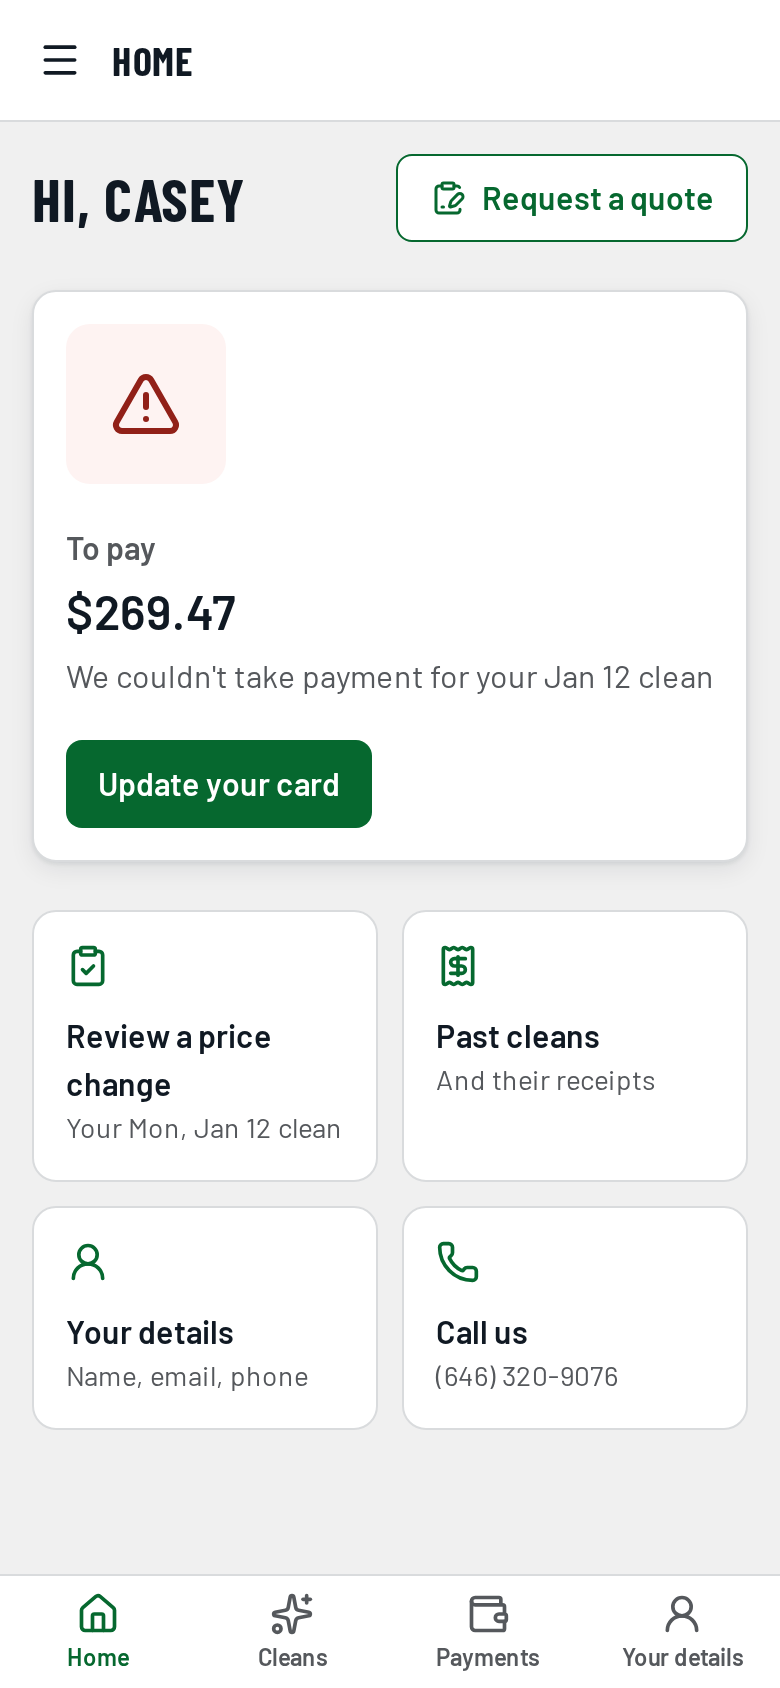 HOME
HI, CASEY
Request a quote
To pay
$269.47
We couldn't take payment for your Jan 12 clean
Update your card
Review a price
change
Your Mon, Jan 12 clean
Past cleans
And their receipts
Your details
Name, email, phone
Call us
(646) 320-9076
Home
Cleans
Payments
Your details